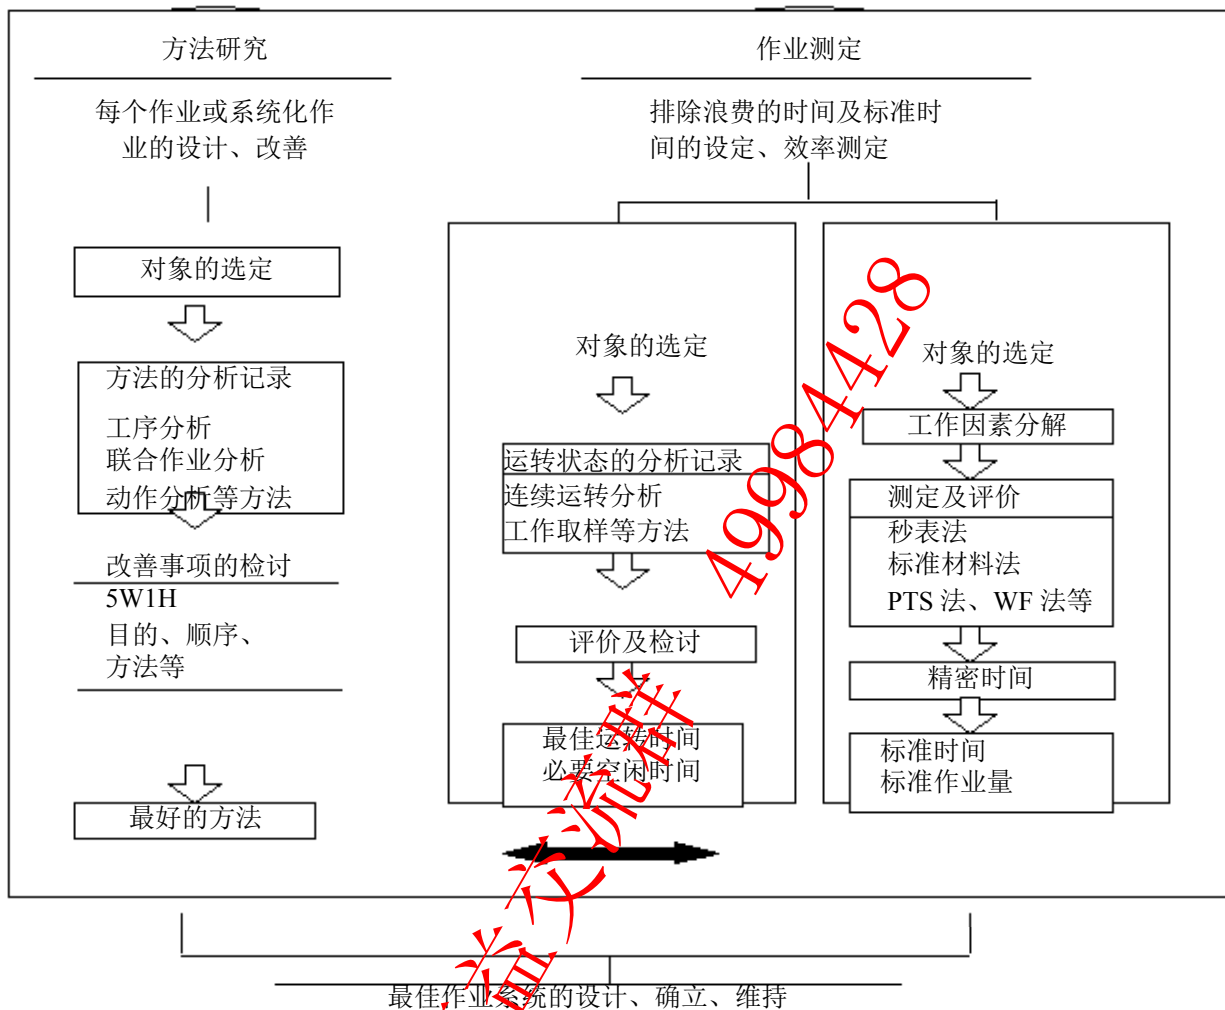 方法研究
每个作业或系统化作
业的设计、改善
对象的选定
方法的分析记录
工序分析
联合作业分析
动作分析等方法
改善事项的检讨
5W1H
目的、顺序、
方法等
最好的方法
作业测定
排除浪费的时间及标准时
间的设定、效率测定
对象的选定
运转状态的分析记录
连续运转分析
工作取样等方法
评价及检讨
最佳运转时间
必要空闲时间
对象的选定
工作因素分解
测定及评价
秒表法
标准材料法
PTS 法、WF 法等
精密时间
标准时间
标准作业量
最佳作业系统的设计、确立、维持
益交流群
49984428